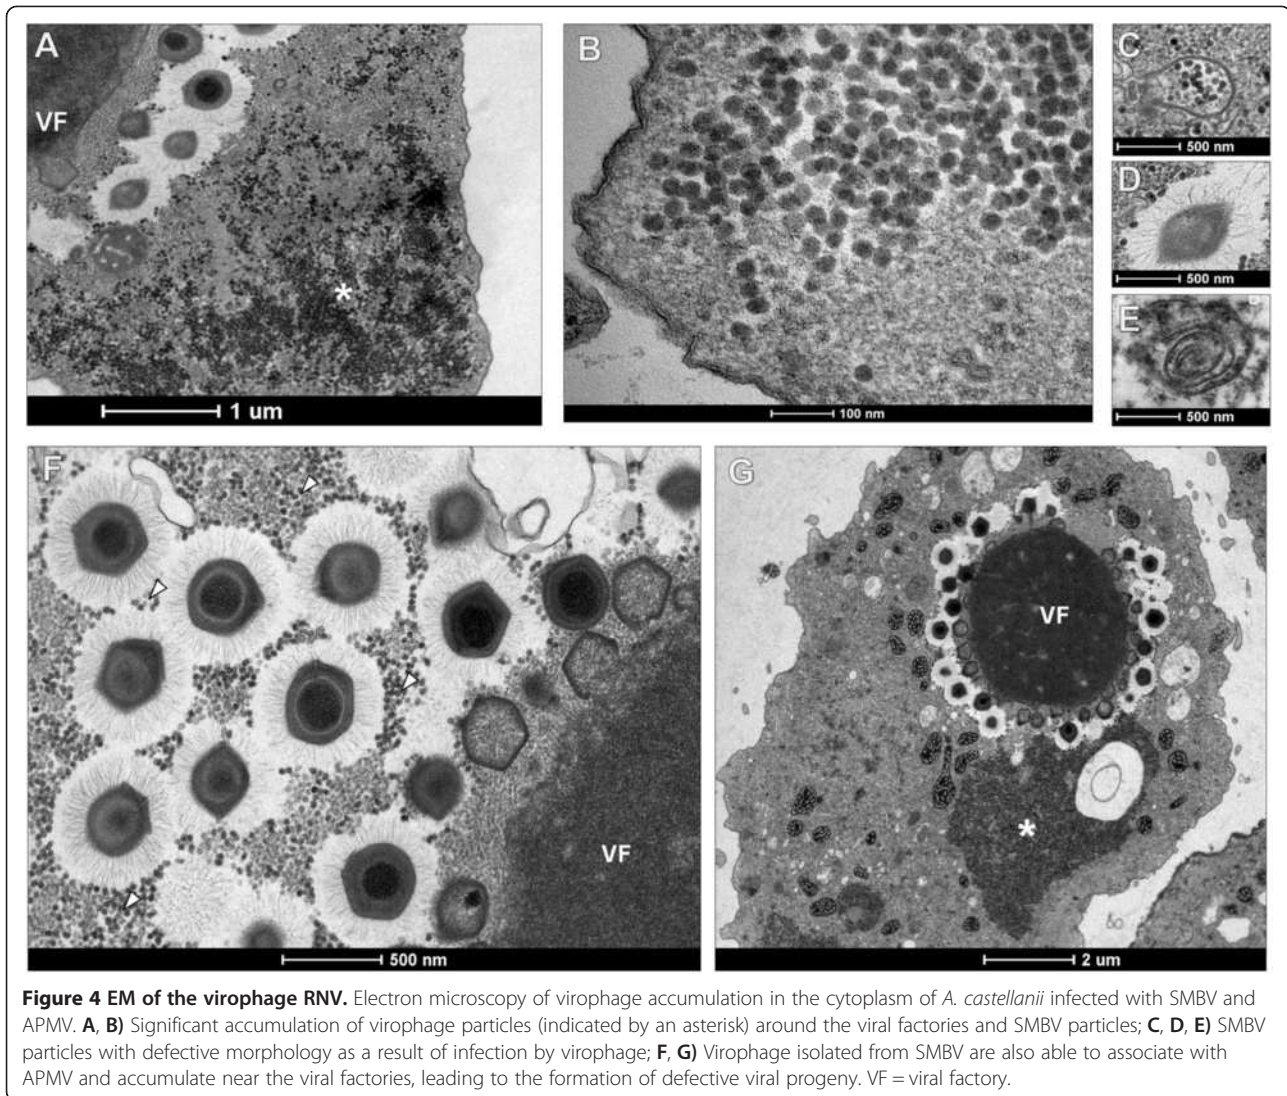 A
VF
1 um
B
100 nm
C
500 nm
D
500 nm
E
500 nm
F
VF
500 nm
G
VF
2 um
Figure 4 EM of the virophage RNV. Electron microscopy of virophage accumulation in the cytoplasm of A. castellanii infected with SMBV and
APMV. A, B) Significant accumulation of virophage particles (indicated by an asterisk) around the viral factories and SMBV particles; C, D, E) SMBV
particles with defective morphology as a result of infection by virophage; F, G) Virophage isolated from SMBV are also able to associate with
APMV and accumulate near the viral factories, leading to the formation of defective viral progeny. VF = viral factory.